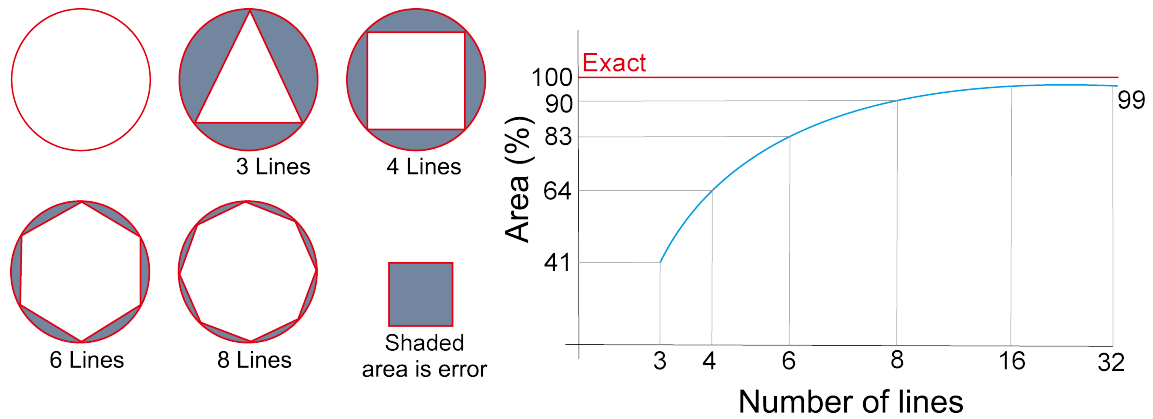 3 Lines
4 Lines
6 Lines
8 Lines
Shaded
area is error
Exact
100
90
83
64
41
99
Area (%)
3 4 6 8 16 32
Number of lines